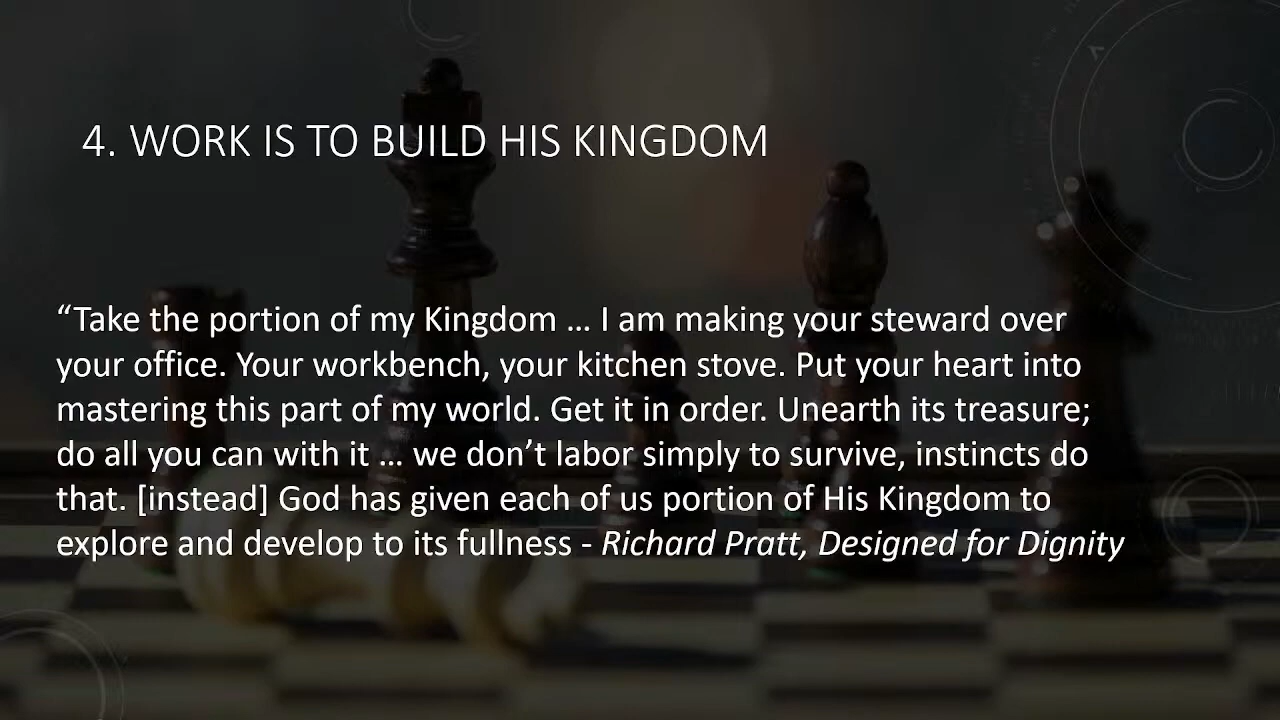 4. WORK IS TO BUILD HIS KINGDOM
“Take the portion of my Kingdom … I am making your steward over
your office. Your workbench, your kitchen stove. Put your heart into
mastering this part of my world. Get it in order. Unearth its treasure;
do all you can with it … we don’t labor simply to survive, instincts do
that. [instead] God has given each of us portion of His Kingdom to
explore and develop to its fullness - Richard Pratt, Designed for Dignity